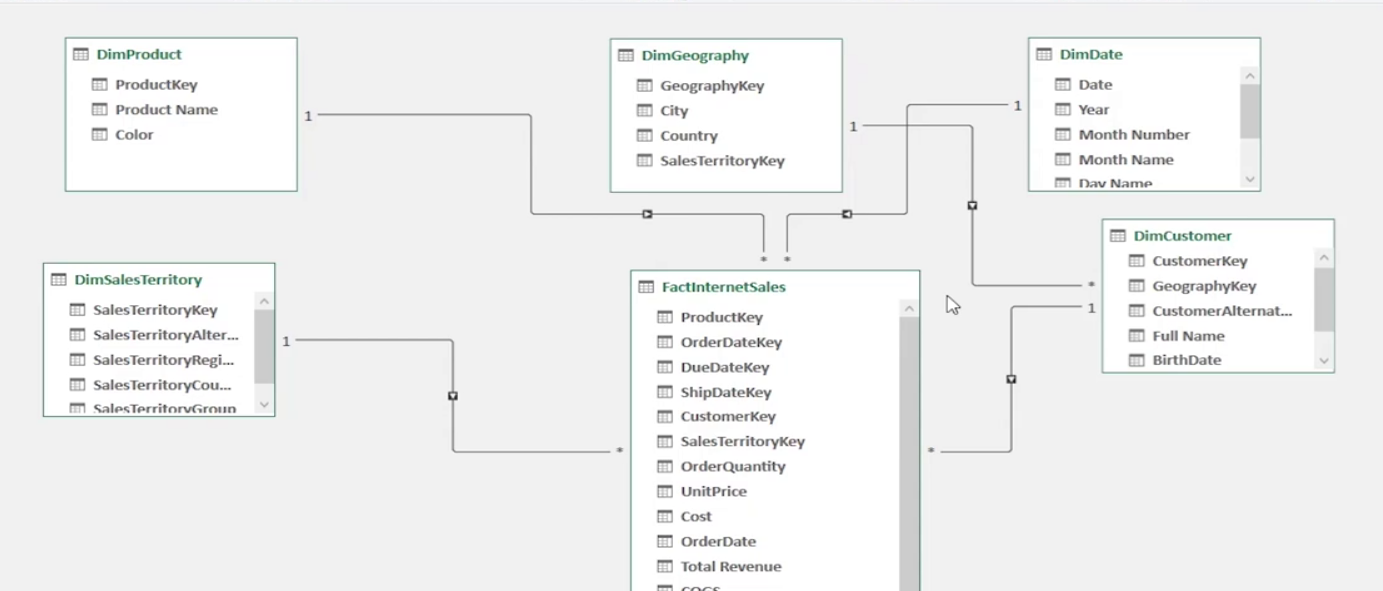 DimProduct
ProductKey
Product Name
Color
1
DimGeography
GeographyKey
City
Country
SalesTerritoryKey
1
DimDate
Date
Year
Month Number
Month Name
Day Name
1
DimCustomer
CustomerKey
GeographyKey
CustomerAlternat...
Full Name
BirthDate
*
1
DimSalesTerritory
SalesTerritoryKey
SalesTerritoryAlter...
SalesTerritoryRegi...
SalesTerritoryCou...
SalesTerritoryGroup
1
* *
FactInternetSales
ProductKey
OrderDateKey
DueDateKey
ShipDateKey
CustomerKey
SalesTerritoryKey
OrderQuantity
UnitPrice
Cost
OrderDate
Total Revenue
COGS
*
*